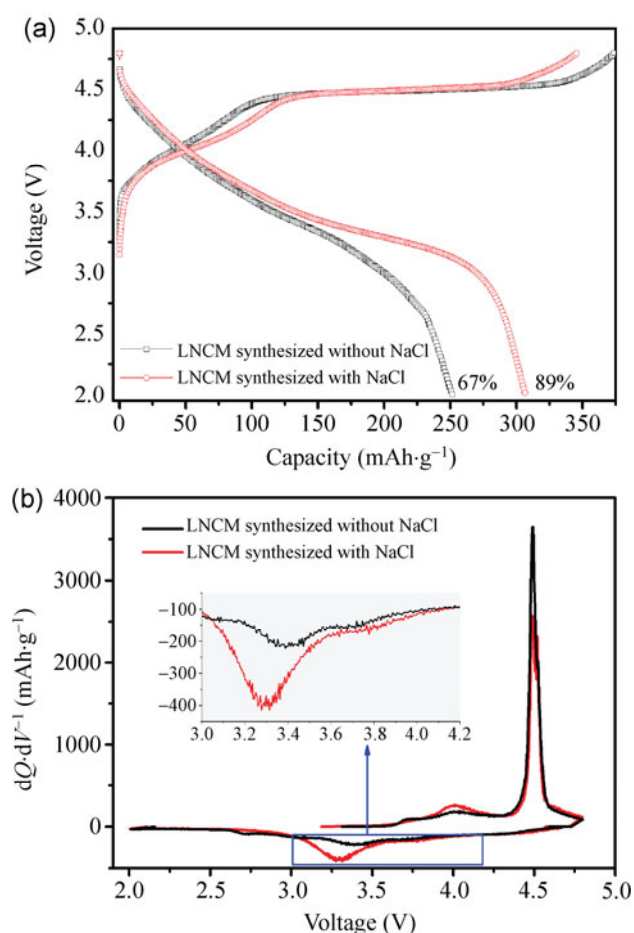 (a)
5.0
4.5
4.0
3.5
3.0
2.5
2.0
Voltage (V)
LNCM synthesized without NaCl
LNCM synthesized with NaCl
67%
89%
0 50 100 150 200 250 300 350
Capacity (mAh·g⁻¹)
(b)
4000
3000
2000
1000
0
dQ·dV⁻¹ (mAh·g⁻¹)
LNCM synthesized without NaCl
LNCM synthesized with NaCl
−100
−200
−300
−400
3.0 3.2 3.4 3.6 3.8 4.0 4.2
2.0 2.5 3.0 3.5 4.0 4.5 5.0
Voltage (V)